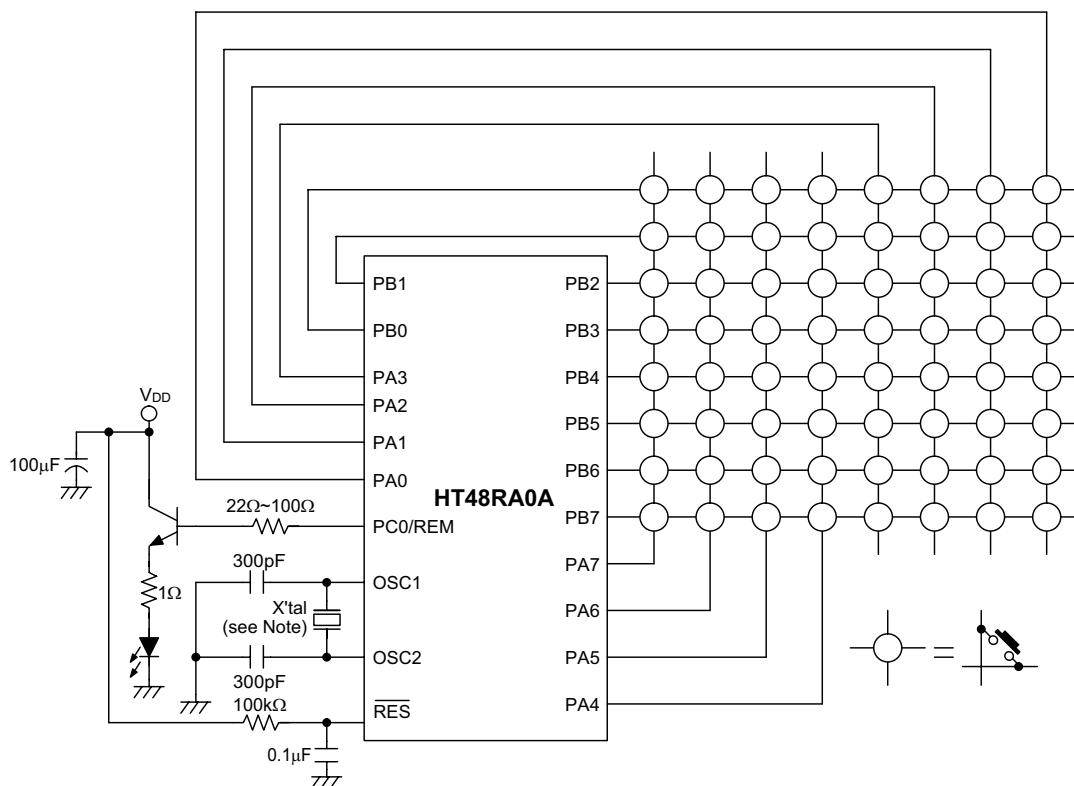 PB1
PB0
PA3
PA2
PA1
PA0
PC0/REM
OSC1
OSC2
RES
HT48RA0A
PB2
PB3
PB4
PB5
PB6
PB7
PA7
PA6
PA5
PA4
VDD
100µF
22Ω~100Ω
1Ω
300pF
X'tal
(see Note)
300pF
100kΩ
0.1µF
=